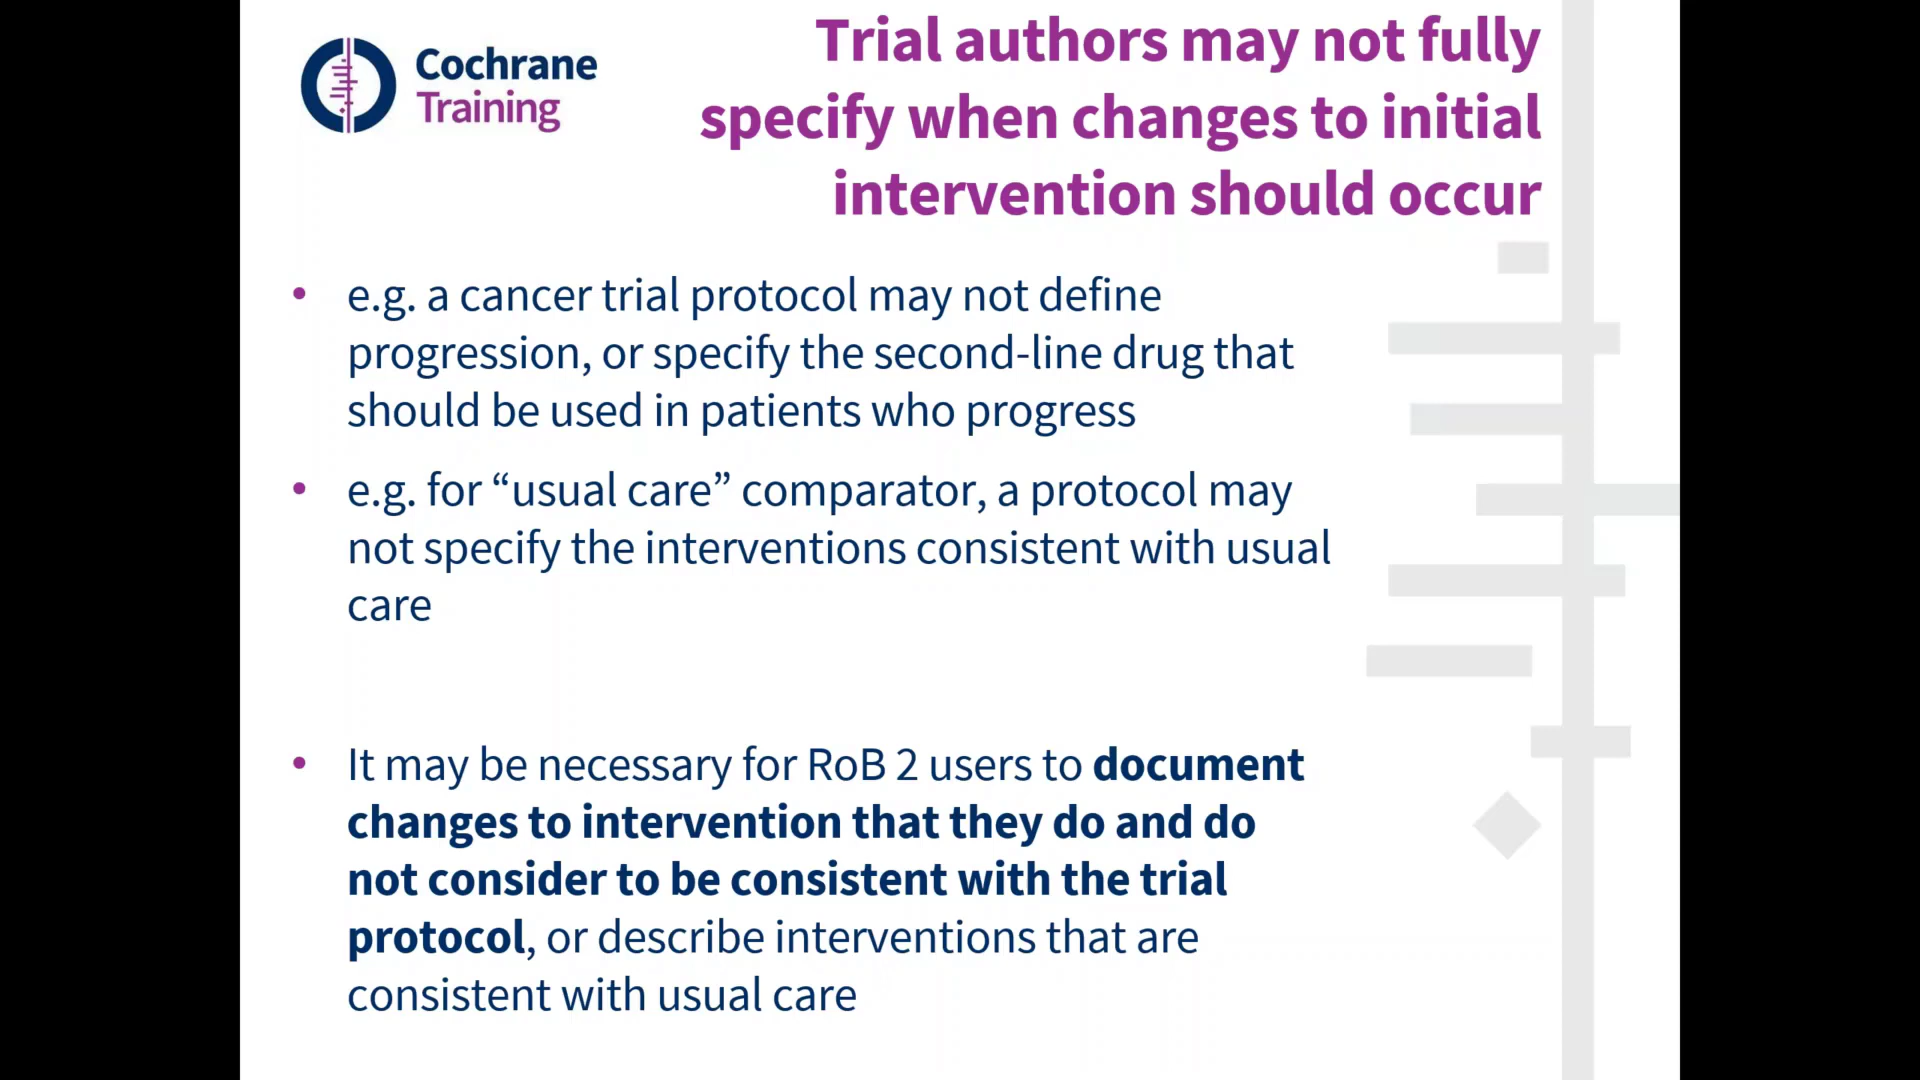 Cochrane
Training
Trial authors may not fully
specify when changes to initial
intervention should occur
• e.g. a cancer trial protocol may not define
progression, or specify the second-line drug that
should be used in patients who progress
• e.g. for “usual care” comparator, a protocol may
not specify the interventions consistent with usual
care
• It may be necessary for RoB 2 users to document
changes to intervention that they do and do
not consider to be consistent with the trial
protocol, or describe interventions that are
consistent with usual care